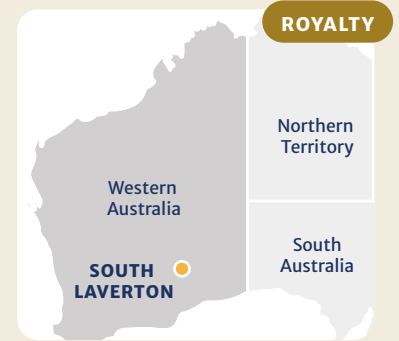 ROYALTY
Northern
Territory
Western
Australia
South
Australia
SOUTH
LAVERTON